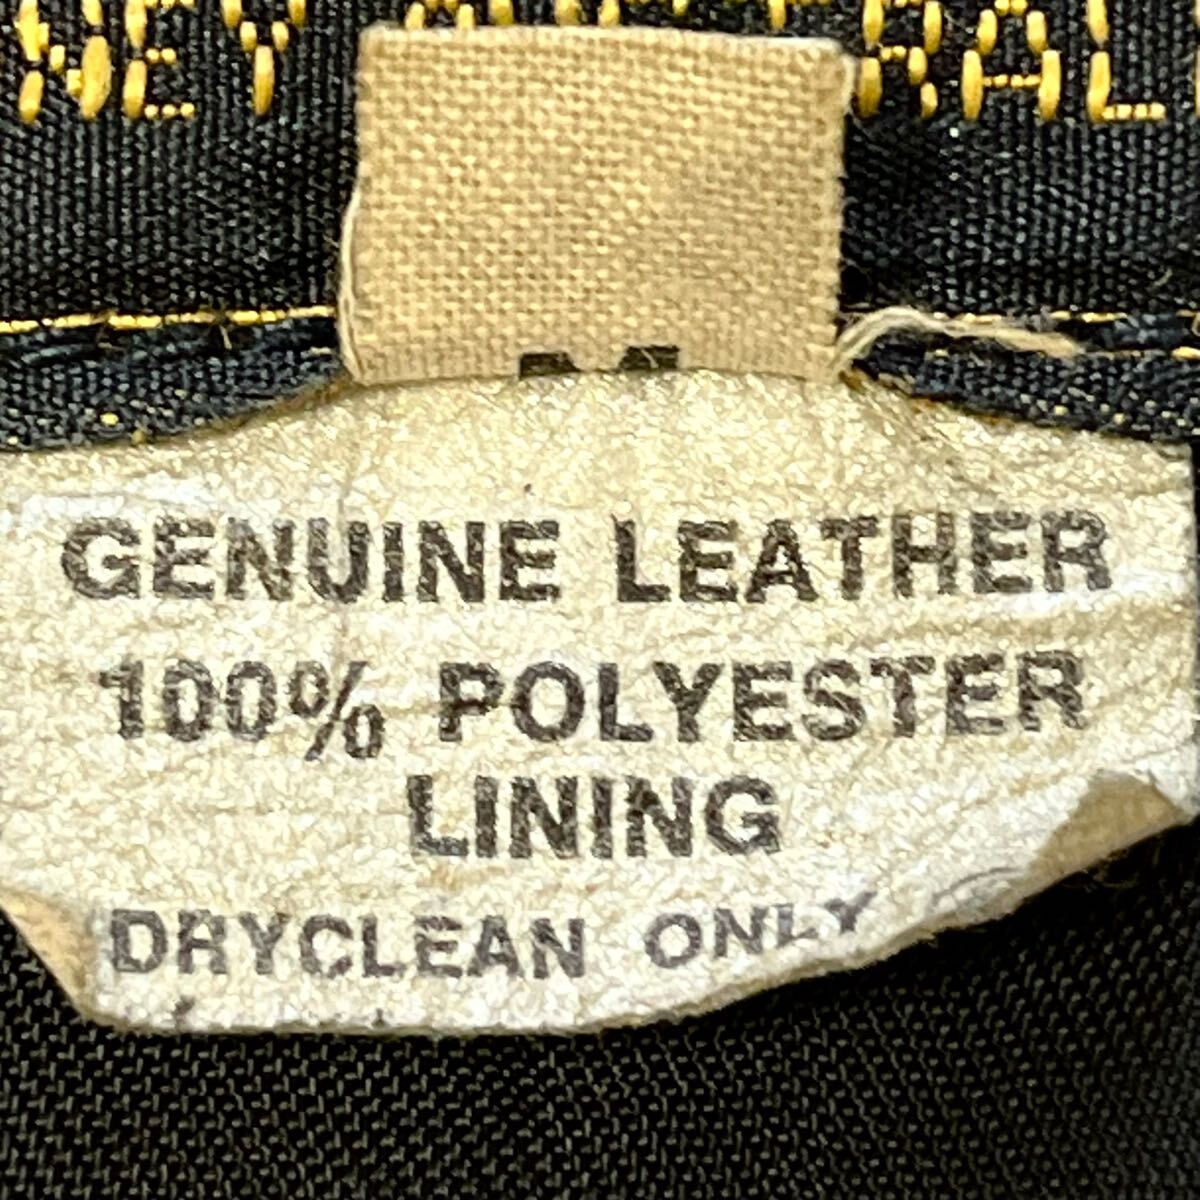 GENUINE LEATHER
100% POLYESTER
LINING
DRYCLEAN ONLY